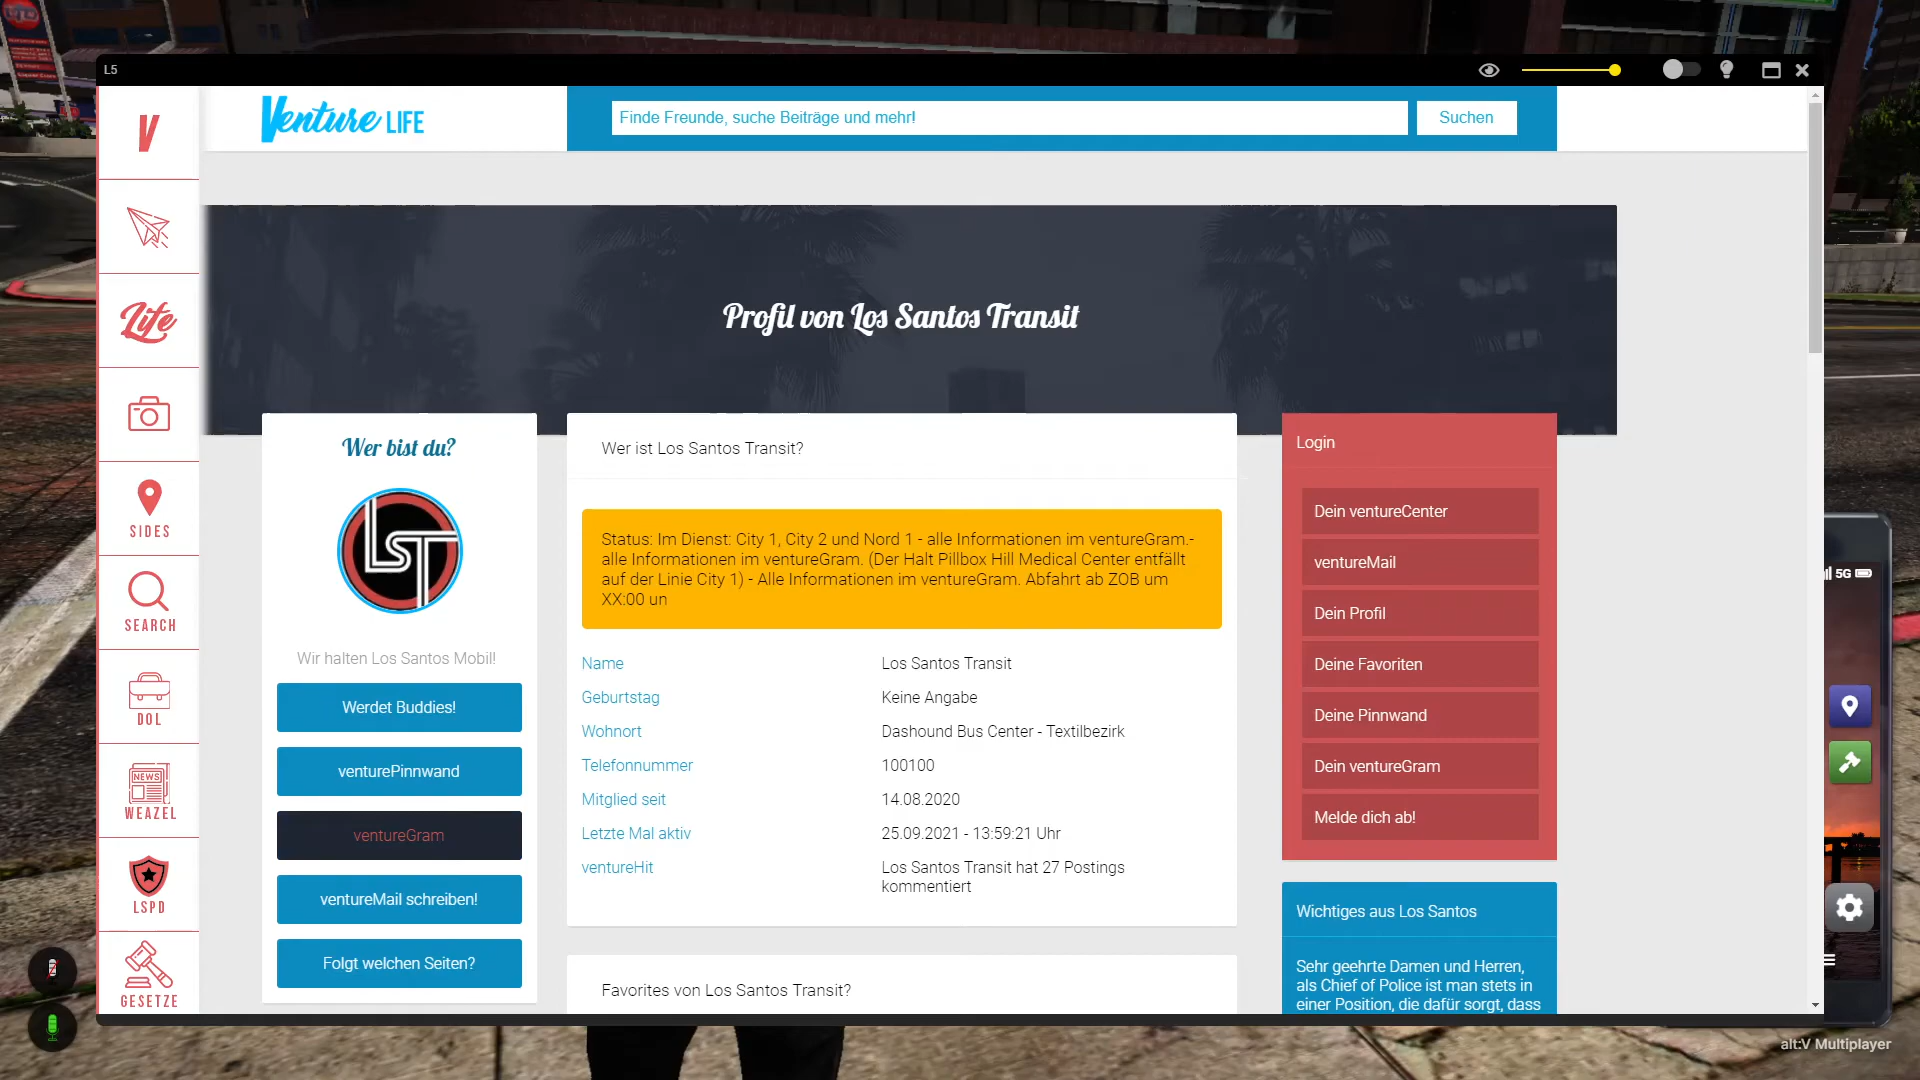 L5
V
Venture LIFE
Finde Freunde, suche Beiträge und mehr!
Suchen
Life
SIDES
SEARCH
DOL
NEWS
WEAZEL
LSPD
GESETZE
Profil von Los Santos Transit
Wer bist du?
LST
Wir halten Los Santos Mobil!
Werdet Buddies!
venturePinnwand
ventureGram
ventureMail schreiben!
Folgt welchen Seiten?
Wer ist Los Santos Transit?
Status: Im Dienst: City 1, City 2 und Nord 1 - alle Informationen im ventureGram.-
alle Informationen im ventureGram. (Der Halt Pillbox Hill Medical Center entfällt
auf der Linie City 1) - Alle Informationen im ventureGram. Abfahrt ab ZOB um
XX:00 un
Name Los Santos Transit
Geburtstag Keine Angabe
Wohnort Dashound Bus Center - Textilbezirk
Telefonnummer 100100
Mitglied seit 14.08.2020
Letzte Mal aktiv 25.09.2021 - 13:59:21 Uhr
ventureHit Los Santos Transit hat 27 Postings
kommentiert
Favorites von Los Santos Transit?
Login
Dein ventureCenter
ventureMail
Dein Profil
Deine Favoriten
Deine Pinnwand
Dein ventureGram
Melde dich ab!
Wichtiges aus Los Santos
Sehr geehrte Damen und Herren,
als Chief of Police ist man stets in
einer Position, die dafür sorgt, dass
5G
alt:V Multiplayer